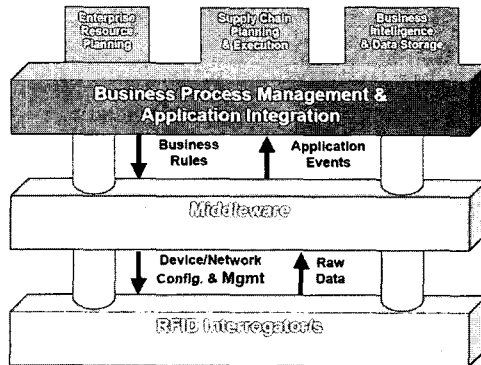 Enterprise
Resource
Planning
Supply Chain
Planning
& Execution
Business
Intelligence
& Data Storage
Business Process Management &
Application Integration
Business
Rules
Application
Events
Middleware
Device/Network
Config. & Mgmt
Raw
Data
RFID Interrogator/s